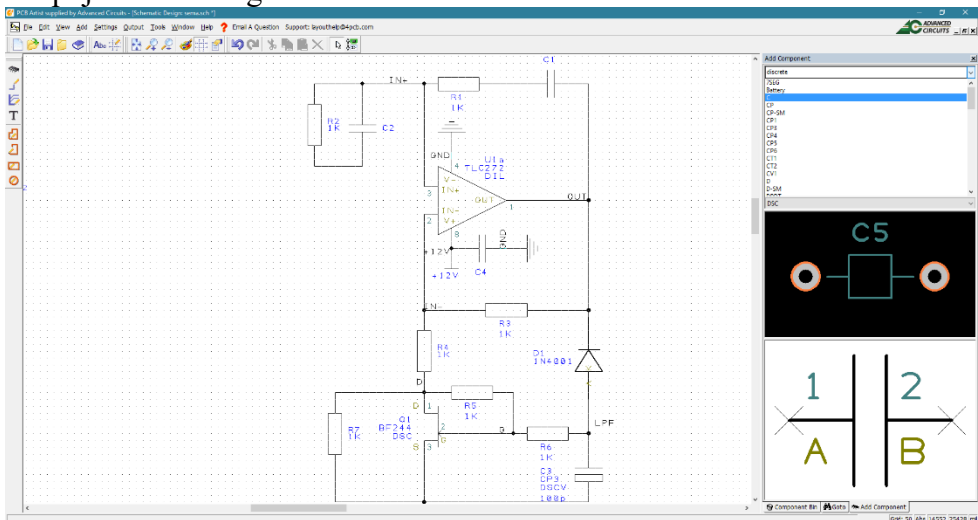 PCB Artist supplied by Advanced Circuits - [Schematic Design: sema.sch *]
File Edit View Add Settings Output Tools Window Help ? Email A Question Support: layouthelp@4pcb.com
ADVANCED
CIRCUITS
Abc
T
C1
IN+
R1
1K
R2
1K
C2
GND
4
U1a
TLC272
DIL
V-
3
IN+
OUT
1
OUT
IN-
2
V+
8
GND
+12V
+12V
C4
IN-
R3
1K
R4
1K
D1
1N4001
D
D
1
R5
1K
Q1
BF244
DSC
2
G
G
S
3
R7
1K
LPF
R6
1K
C3
CP3
DSCV
100p
Add Component
discrete
7SEG
Battery
C
CP
CP-SM
CP1
CP3
CP4
CP5
CP6
CT1
CT2
CV1
D
D-SM
DSC
C5
1
2
A
B
Component Bin
Goto
Add Component